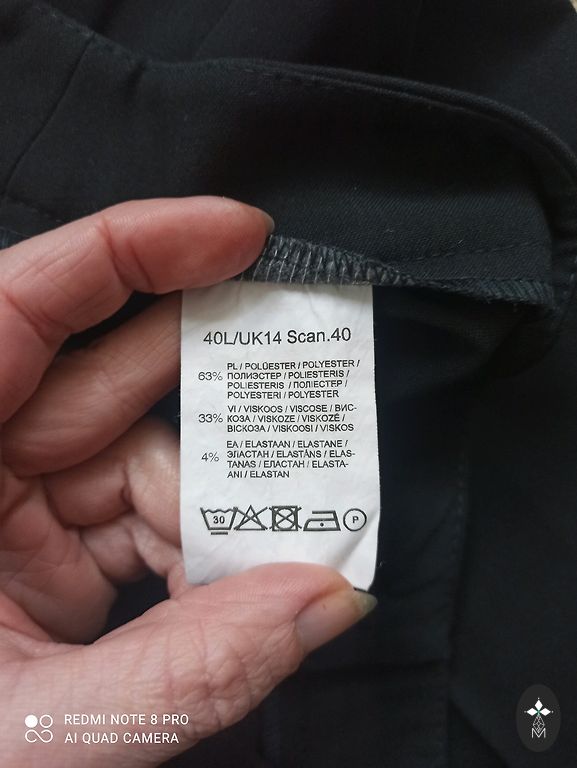 40L/UK14 Scan.40
PL / POLÜESTER / POLYESTER /
63% ПОЛИЭСТЕР / POLIESTERIS /
POLIESTERIS / ПОЛІЕСТЕР /
POLYESTERI / POLYESTER
VI / VISKOOS / VISCOSE / ВИС-
33% КОЗА / VISKOZE / VISKOZĖ /
ВІСКОЗА / VISKOOSI / VISKOS
EA / ELASTAAN / ELASTANE /
4% ЭЛАСТАН / ELASTĀNS / ELAS-
TANAS / ЕЛАСТАН / ELASTA-
ANI / ELASTAN
30 P
REDMI NOTE 8 PRO
AI QUAD CAMERA
M